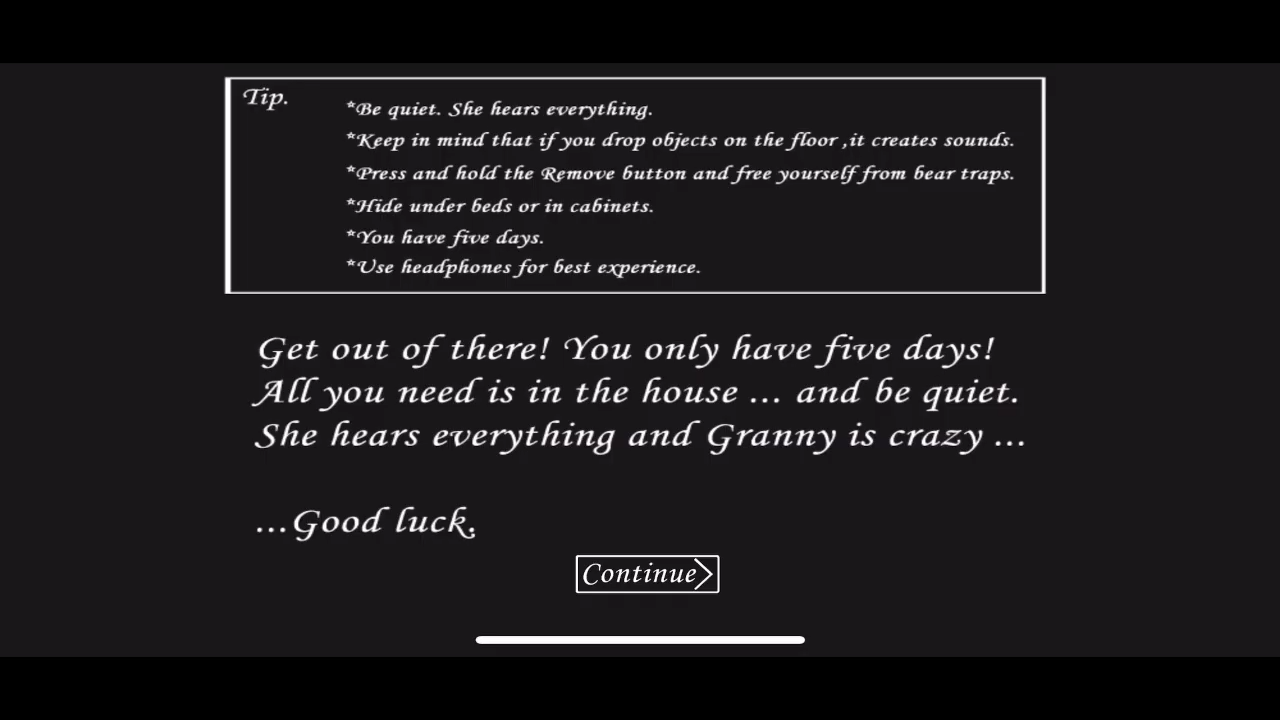 Tip.
*Be quiet. She hears everything.
*Keep in mind that if you drop objects on the floor ,it creates sounds.
*Press and hold the Remove button and free yourself from bear traps.
*Hide under beds or in cabinets.
*You have five days.
*Use headphones for best experience.
Get out of there! You only have five days!
All you need is in the house ... and be quiet.
She hears everything and Granny is crazy ...
...Good luck.
Continue